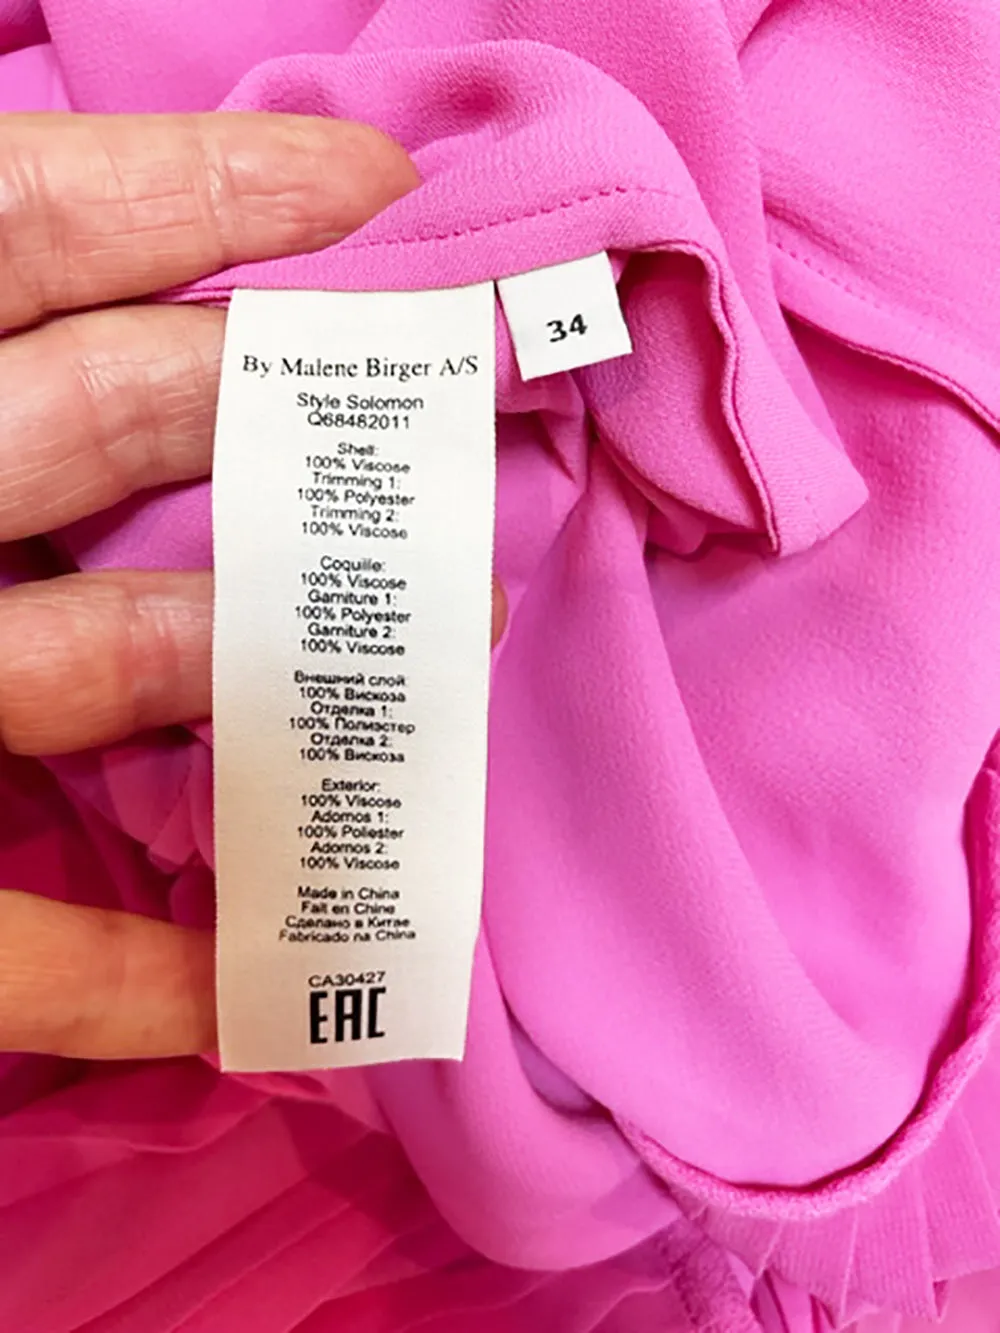 By Malene Birger A/S
34
Style Solomon
Q68482011
Shell:
100% Viscose
Trimming 1:
100% Polyester
Trimming 2:
100% Viscose
Coquille:
100% Viscose
Garniture 1:
100% Polyester
Garniture 2:
100% Viscose
Внешний слой:
100% Вискоза
Отделка 1:
100% Полиэстер
Отделка 2:
100% Вискоза
Exterior:
100% Viscose
Adornos 1:
100% Poliester
Adornos 2:
100% Viscose
Made in China
Fait en Chine
Сделано в Китае
Fabricado na China
CA30427
EAC